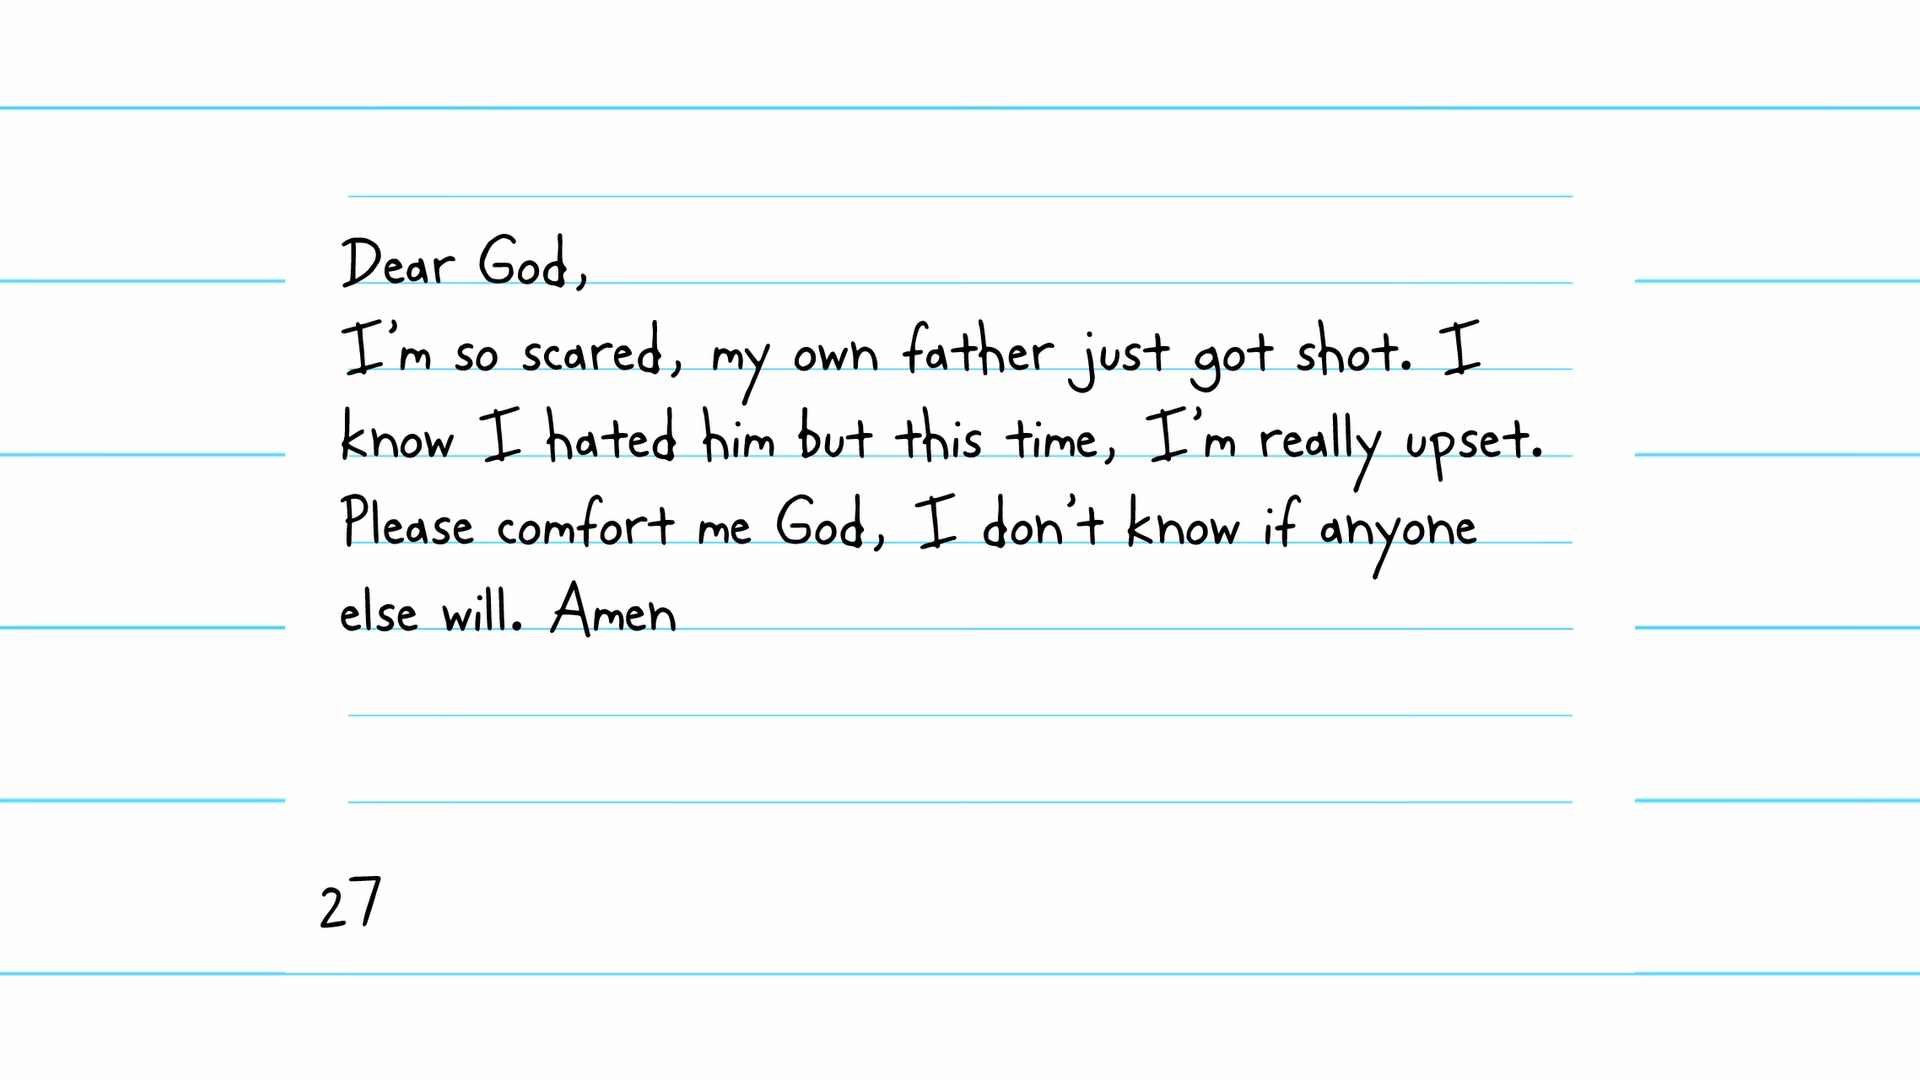 Dear God,
I'm so scared, my own father just got shot. I
know I hated him but this time, I'm really upset.
Please comfort me God, I don't know if anyone
else will. Amen
27